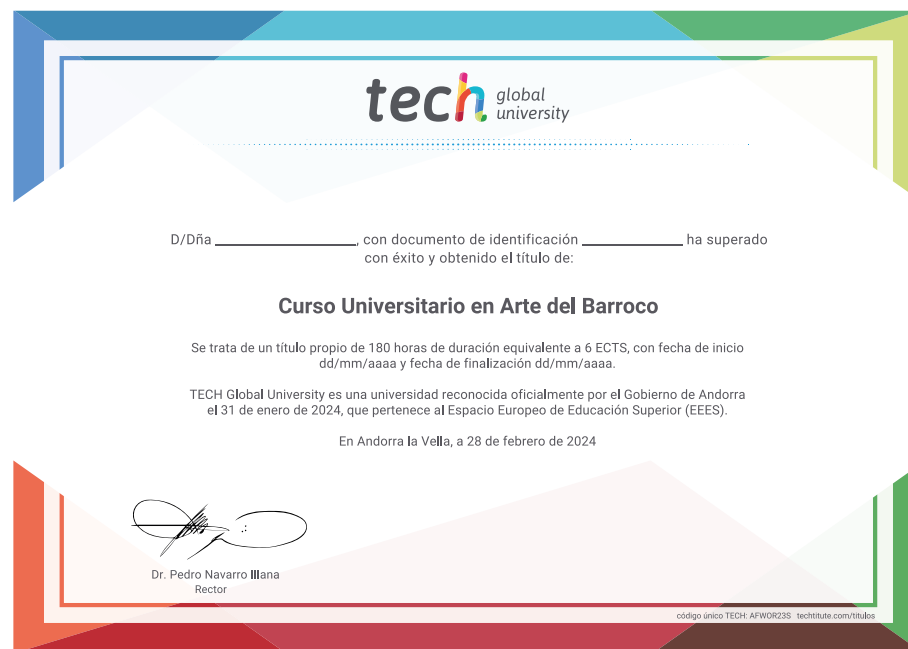 tech global university
D/Dña ____________________, con documento de identificación ______________ ha superado
con éxito y obtenido el título de:
Curso Universitario en Arte del Barroco
Se trata de un título propio de 180 horas de duración equivalente a 6 ECTS, con fecha de inicio
dd/mm/aaaa y fecha de finalización dd/mm/aaaa.
TECH Global University es una universidad reconocida oficialmente por el Gobierno de Andorra
el 31 de enero de 2024, que pertenece al Espacio Europeo de Educación Superior (EEES).
En Andorra la Vella, a 28 de febrero de 2024
Dr. Pedro Navarro Illana
Rector
código único TECH: AFWOR23S techtitute.com/titulos